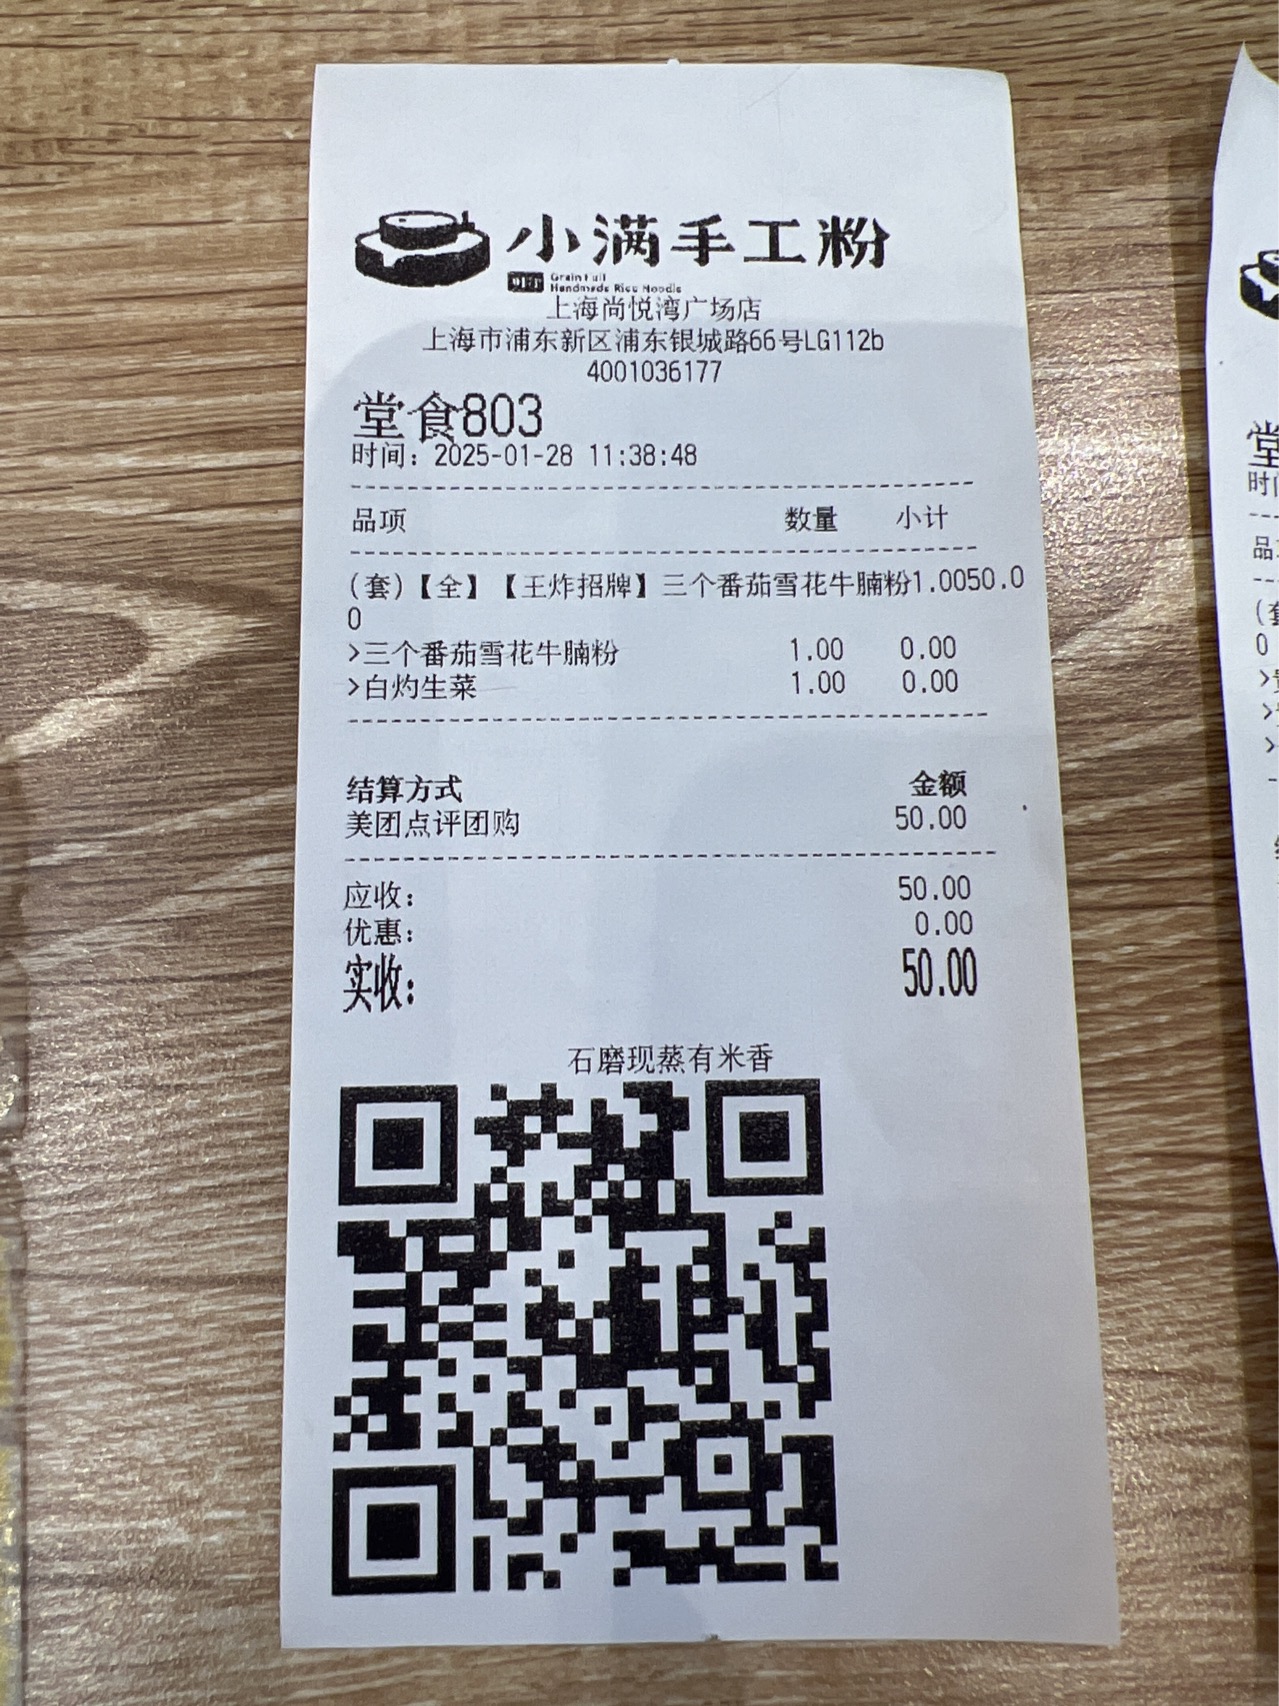 小满手工粉
Grain Full
Handmade Rice Noodle
上海尚悦湾广场店
上海市浦东新区浦东银城路66号LG112b
4001036177
堂食803
时间：2025-01-28 11:38:48
品项 数量 小计
(套)【全】【王炸招牌】三个番茄雪花牛腩粉1.0050.0
0
>三个番茄雪花牛腩粉 1.00 0.00
>白灼生菜 1.00 0.00
结算方式 金额
美团点评团购 50.00
应收： 50.00
优惠： 0.00
实收： 50.00
石磨现蒸有米香
堂
时间
品
(套
0
>
>
>